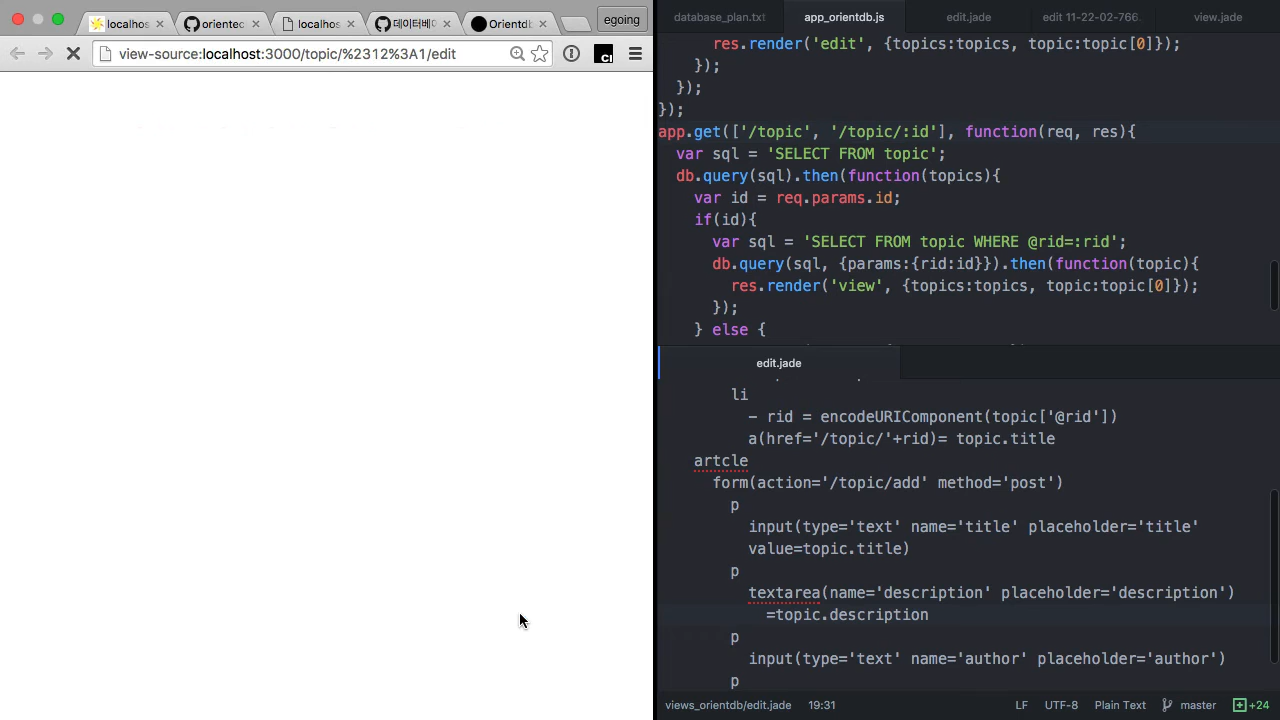 localhos
orientec
localhos
데이터베이
Orientdb
egoing
view-source:localhost:3000/topic/%2312%3A1/edit
database_plan.txt
app_orientdb.js
edit.jade
edit 11-22-02-766.
view.jade
res.render('edit', {topics:topics, topic:topic[0]});
});
});
});
app.get(['/topic', '/topic/:id'], function(req, res){
var sql = 'SELECT FROM topic';
db.query(sql).then(function(topics){
var id = req.params.id;
if(id){
var sql = 'SELECT FROM topic WHERE @rid=:rid';
db.query(sql, {params:{rid:id}}).then(function(topic){
res.render('view', {topics:topics, topic:topic[0]});
});
} else {
edit.jade
li
- rid = encodeURIComponent(topic['@rid'])
a(href='/topic/'+rid)= topic.title
artcle
form(action='/topic/add' method='post')
p
input(type='text' name='title' placeholder='title'
value=topic.title)
p
textarea(name='description' placeholder='description')
=topic.description
p
input(type='text' name='author' placeholder='author')
p
views_orientdb/edit.jade
19:31
LF
UTF-8
Plain Text
master
+24